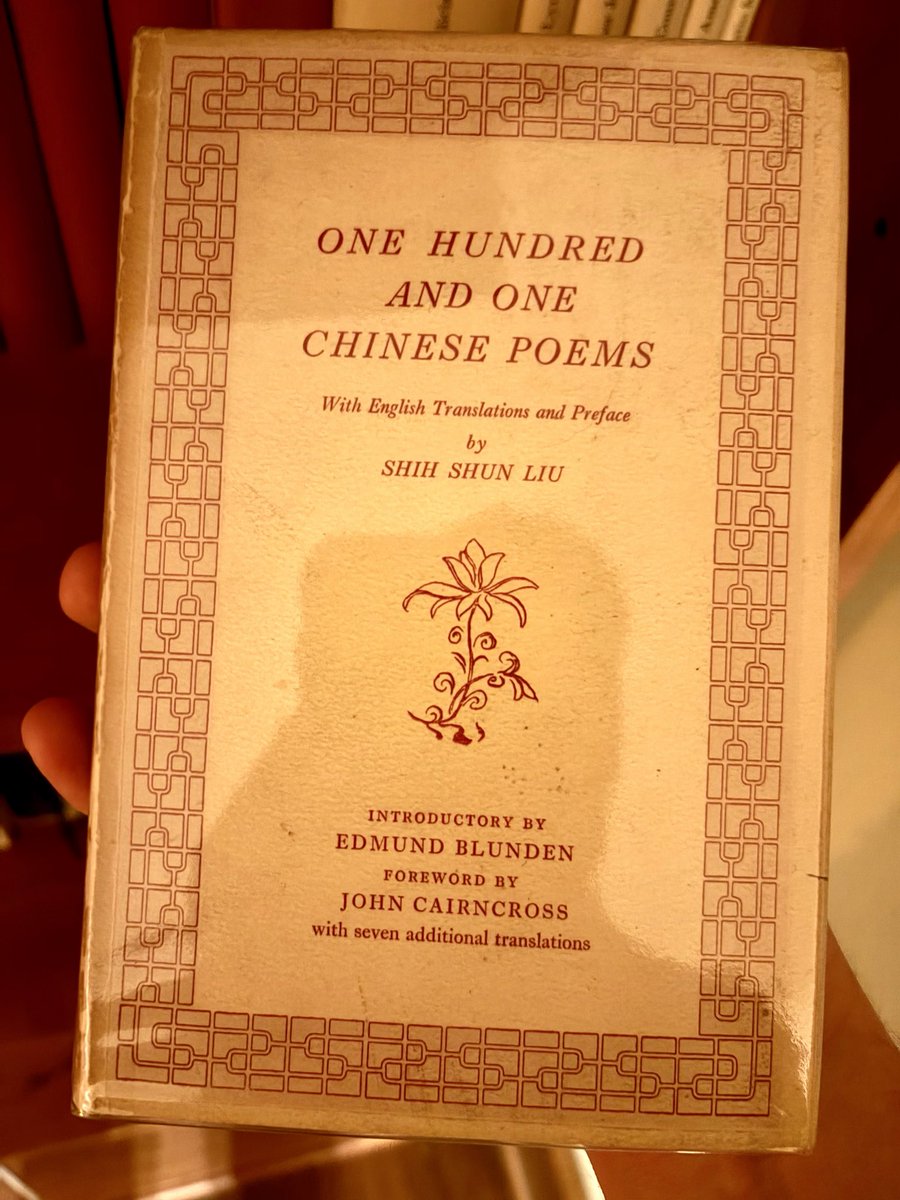 ONE HUNDRED
AND ONE
CHINESE POEMS
With English Translations and Preface
by
SHIH SHUN LIU
INTRODUCTORY BY
EDMUND BLUNDEN
FOREWORD BY
JOHN CAIRNCROSS
with seven additional translations